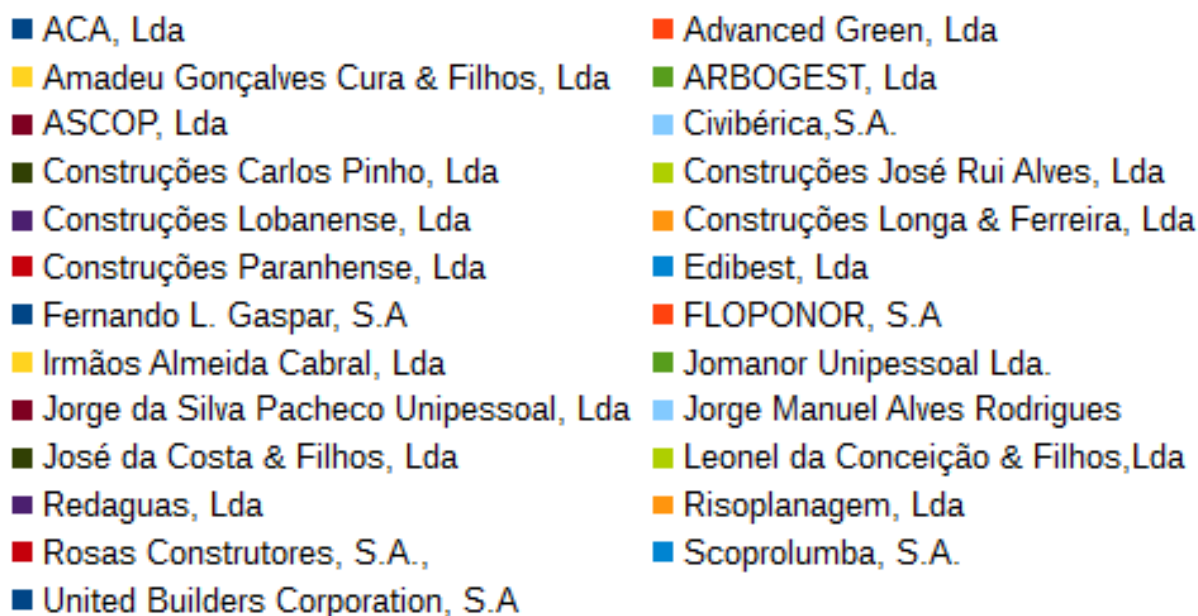 ACA, Lda
Advanced Green, Lda
Amadeu Gonçalves Cura & Filhos, Lda
ARBOGEST, Lda
ASCOP, Lda
Civibérica,S.A.
Construções Carlos Pinho, Lda
Construções José Rui Alves, Lda
Construções Lobanense, Lda
Construções Longa & Ferreira, Lda
Construções Paranhense, Lda
Edibest, Lda
Fernando L. Gaspar, S.A
FLOPONOR, S.A
Irmãos Almeida Cabral, Lda
Jomanor Unipessoal Lda.
Jorge da Silva Pacheco Unipessoal, Lda
Jorge Manuel Alves Rodrigues
José da Costa & Filhos, Lda
Leonel da Conceição & Filhos,Lda
Redaguas, Lda
Risoplanagem, Lda
Rosas Construtores, S.A.,
Scoprolumba, S.A.
United Builders Corporation, S.A